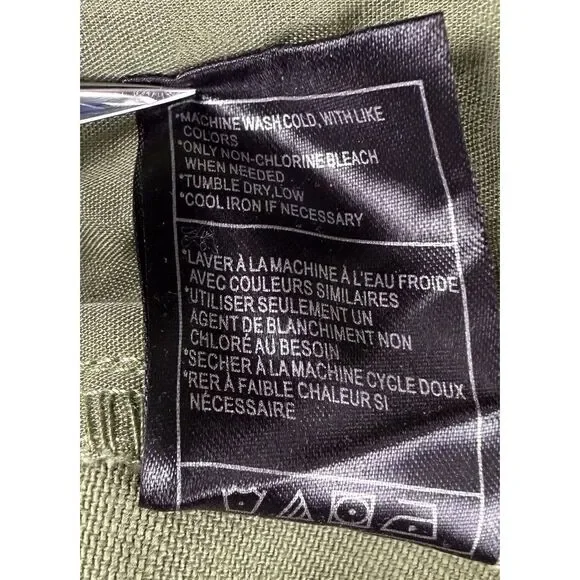 *MACHINE WASH COLD, WITH LIKE
COLORS
*ONLY NON-CHLORINE BLEACH
WHEN NEEDED
*TUMBLE DRY, LOW
*COOL IRON IF NECESSARY
*LAVER À LA MACHINE À L'EAU FROIDE
AVEC COULEURS SIMILAIRES
*UTILISER SEULEMENT UN
AGENT DE BLANCHIMENT NON
CHLORÉ AU BESOIN
*SECHER À LA MACHINE CYCLE DOUX
*RER À FAIBLE CHALEUR SI
NÉCESSAIRE